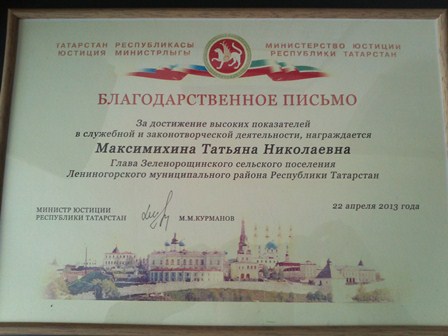 ТАТАРСТАН РЕСПУБЛИКАСЫ
ЮСТИЦИЯ МИНИСТРЛЫГЫ
МИНИСТЕРСТВО ЮСТИЦИИ
РЕСПУБЛИКИ ТАТАРСТАН
БЛАГОДАРСТВЕННОЕ ПИСЬМО
За достижение высоких показателей
в служебной и законотворческой деятельности, награждается
Максимихина Татьяна Николаевна
Глава Зеленорощинского сельского поселения
Лениногорского муниципального района Республики Татарстан
22 апреля 2013 года
МИНИСТР ЮСТИЦИИ
РЕСПУБЛИКИ ТАТАРСТАН
М.М.КУРМАНОВ